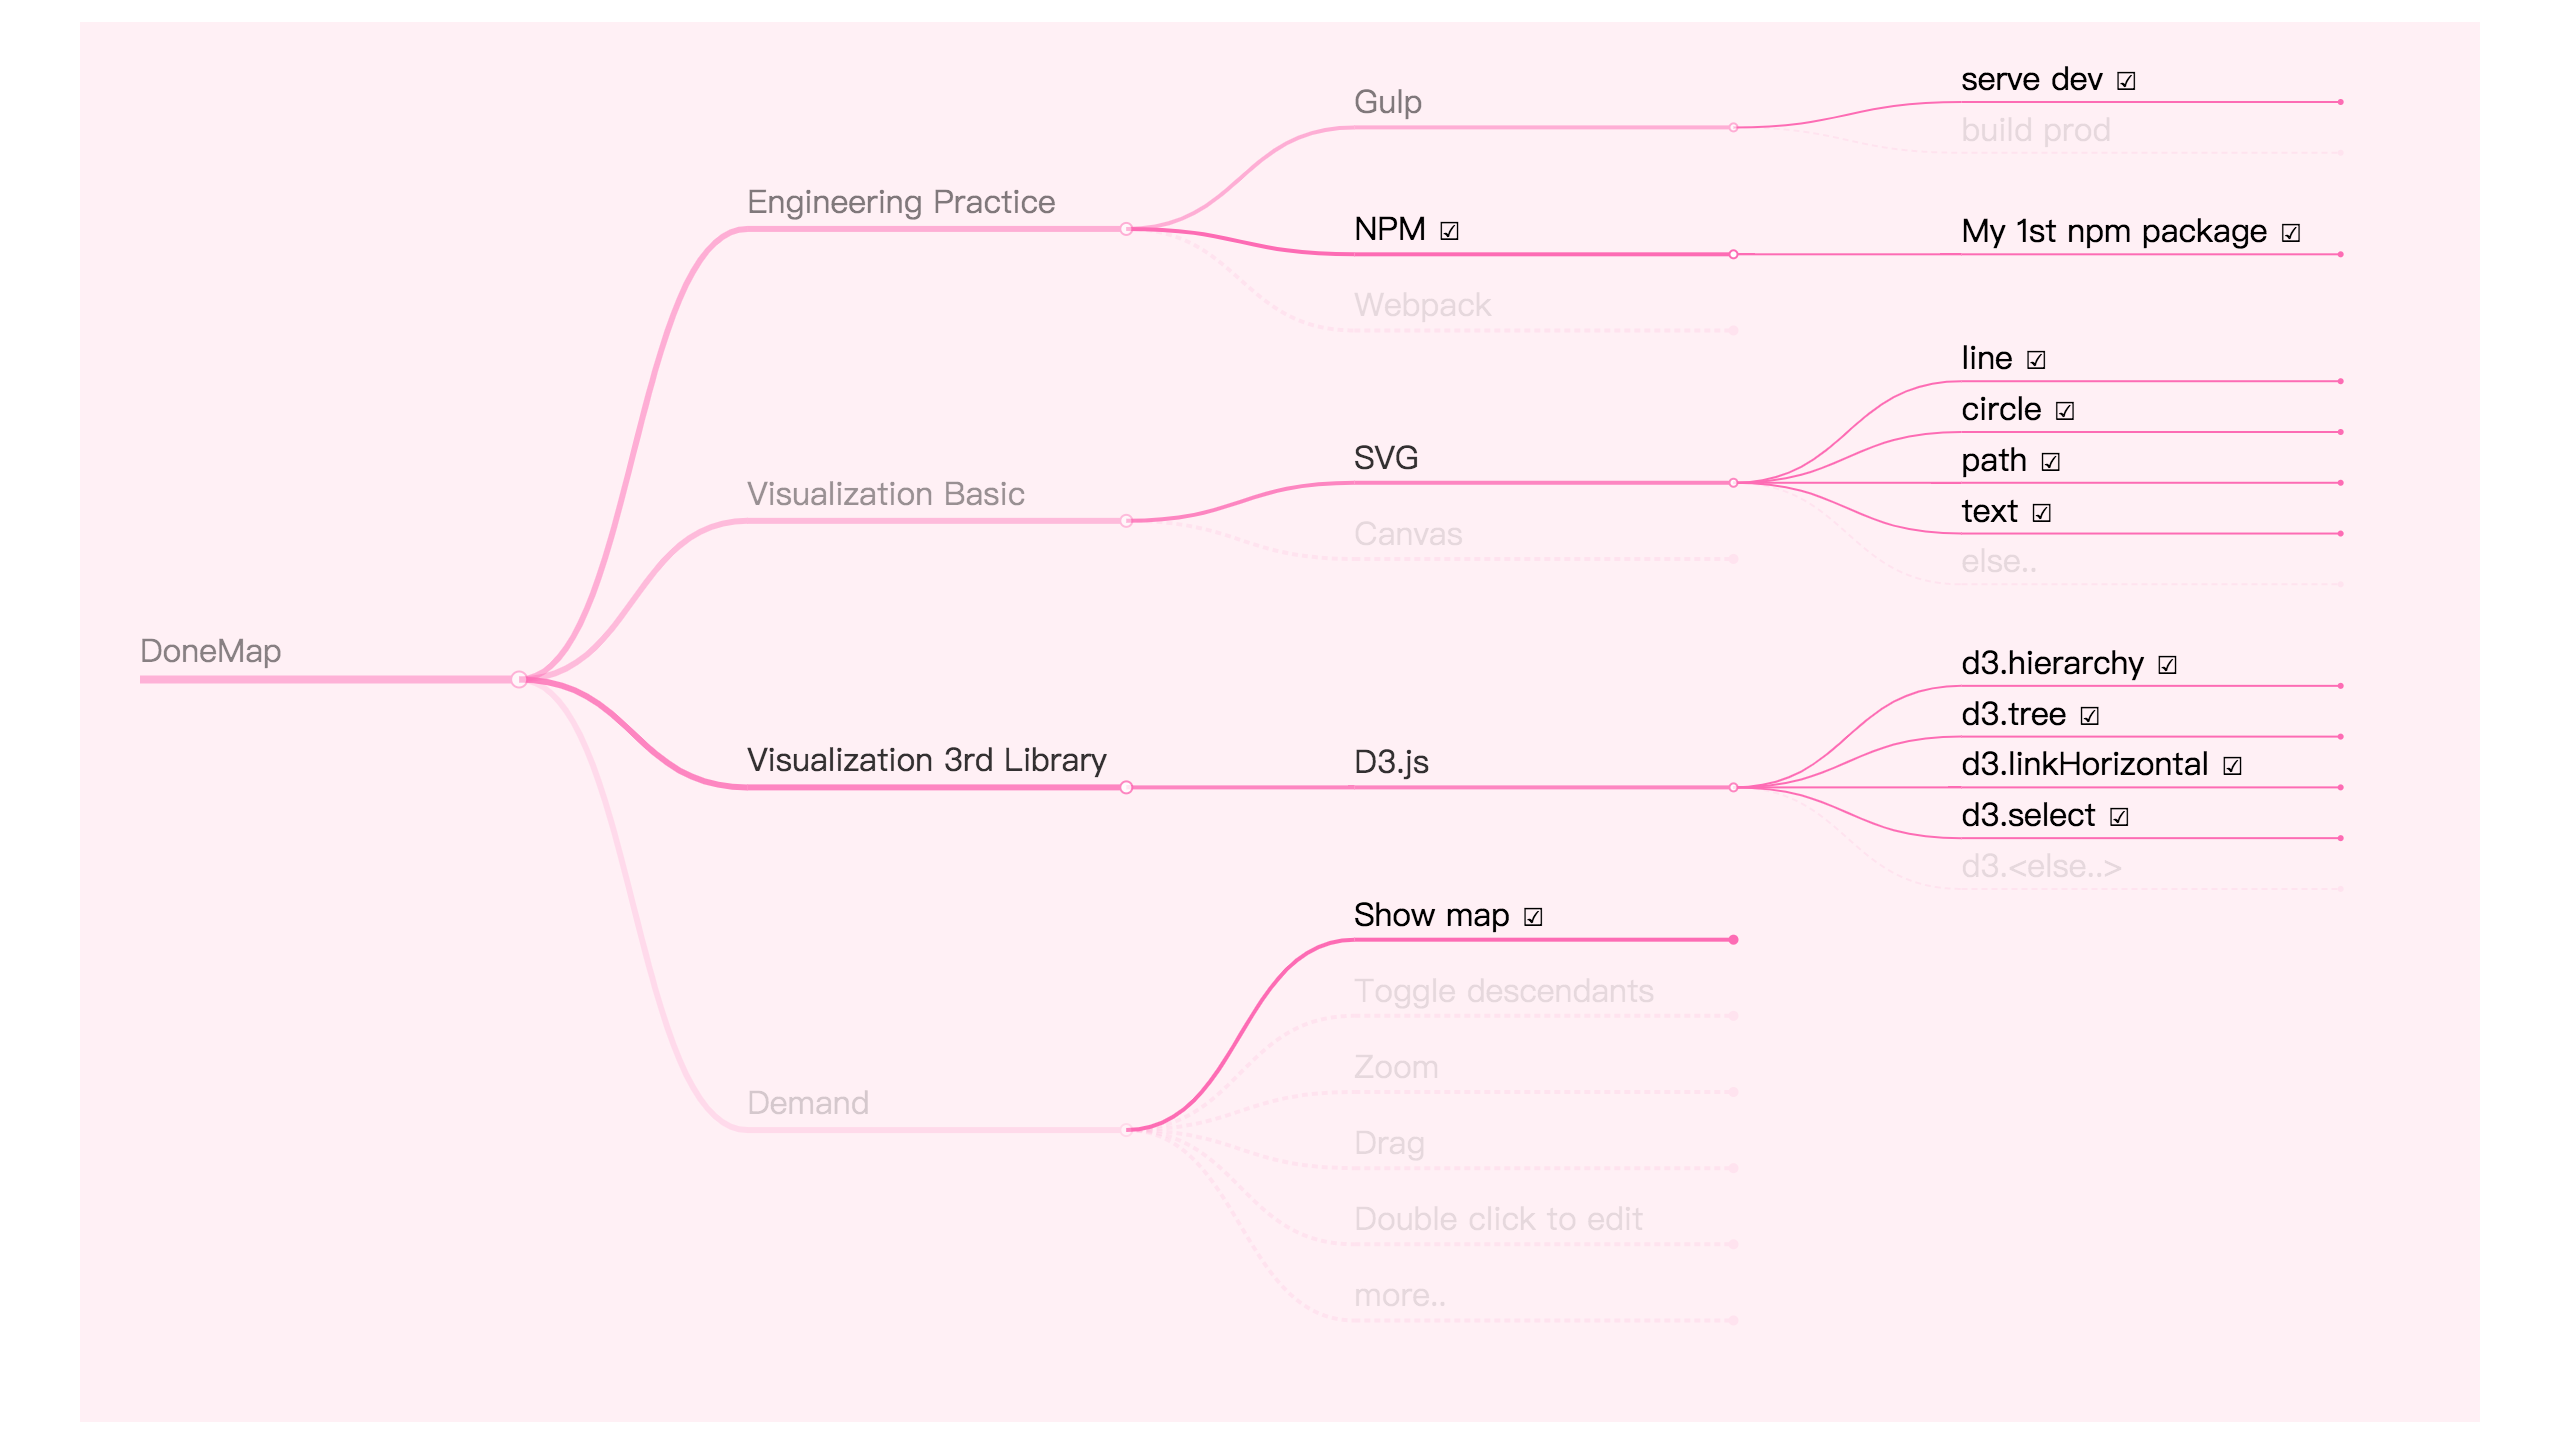 DoneMap
Engineering Practice
Gulp
serve dev ☑
build prod
NPM ☑
My 1st npm package ☑
Webpack
Visualization Basic
SVG
line ☑
circle ☑
path ☑
text ☑
else..
Canvas
Visualization 3rd Library
D3.js
d3.hierarchy ☑
d3.tree ☑
d3.linkHorizontal ☑
d3.select ☑
d3.<else..>
Demand
Show map ☑
Toggle descendants
Zoom
Drag
Double click to edit
more..